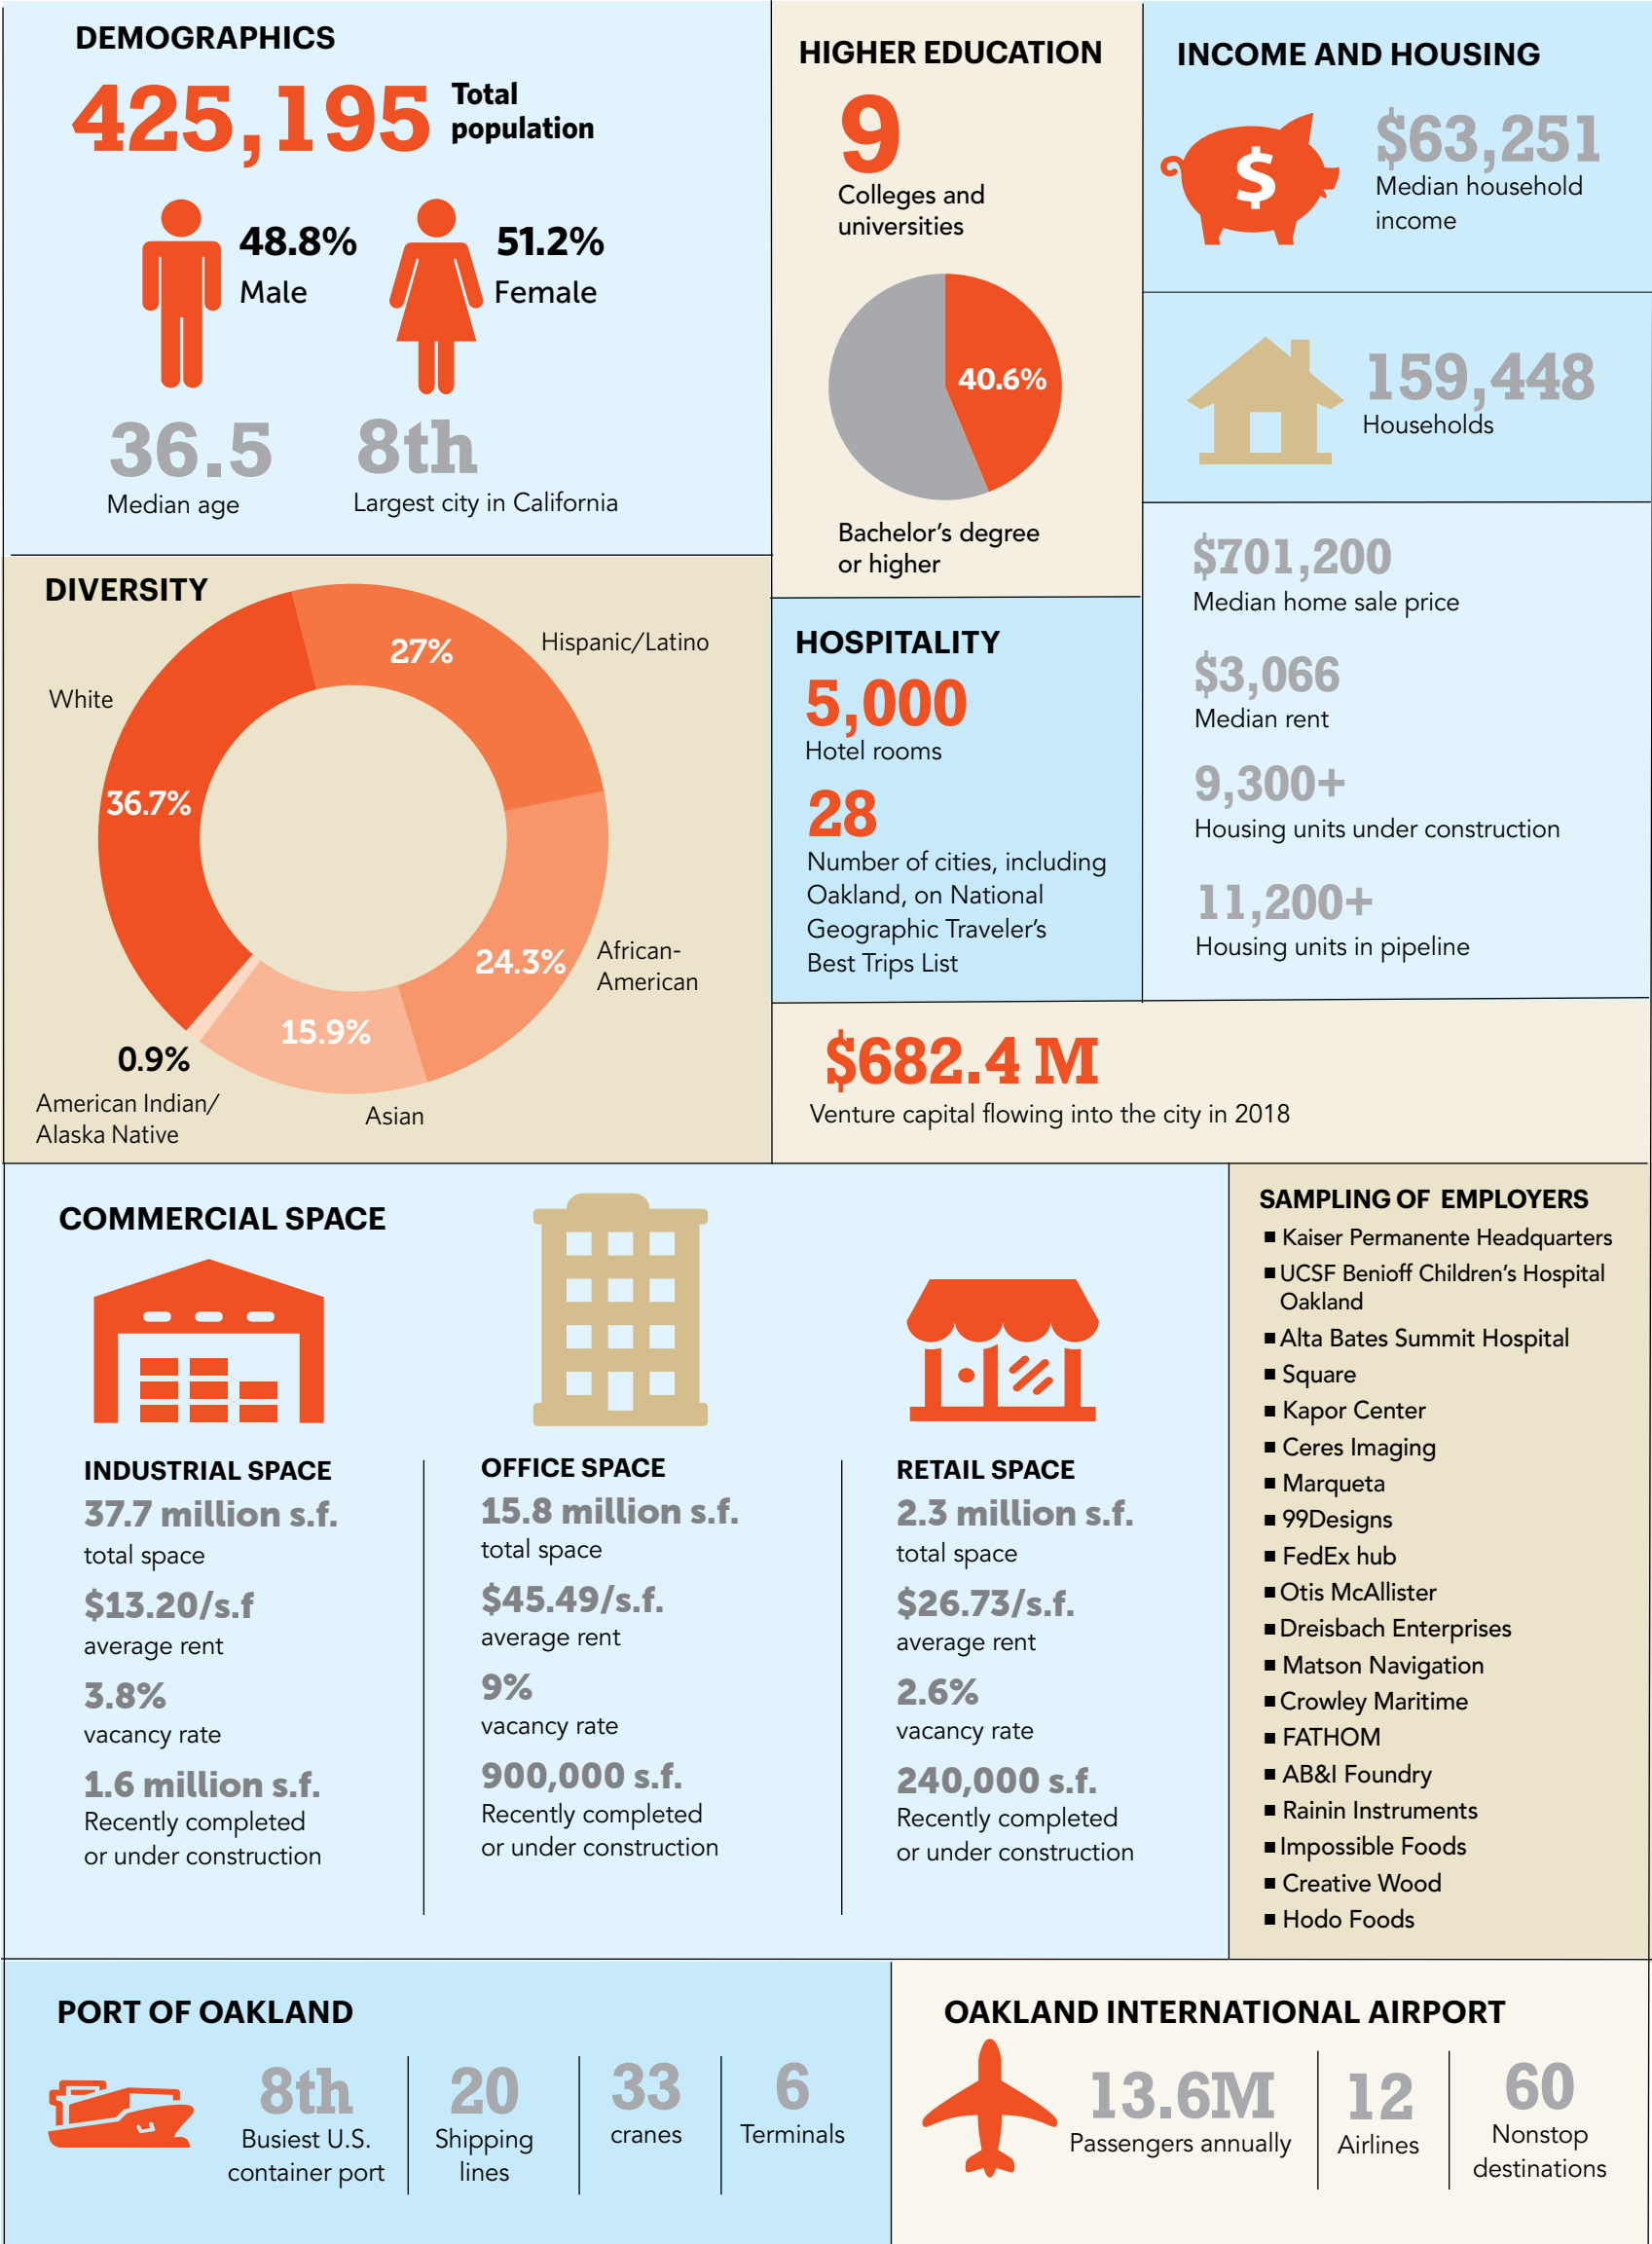 DEMOGRAPHICS
425,195 Total
population
48.8%
Male
51.2%
Female
36.5
Median age
8th
Largest city in California
HIGHER EDUCATION
9
Colleges and
universities
40.6%
Bachelor's degree
or higher
INCOME AND HOUSING
$
$63,251
Median household
income
159,448
Households
$701,200
Median home sale price
$3,066
Median rent
9,300+
Housing units under construction
11,200+
Housing units in pipeline
DIVERSITY
27%
Hispanic/Latino
White
36.7%
24.3%
African-
American
15.9%
Asian
0.9%
American Indian/
Alaska Native
HOSPITALITY
5,000
Hotel rooms
28
Number of cities, including
Oakland, on National
Geographic Traveler's
Best Trips List
$682.4 M
Venture capital flowing into the city in 2018
COMMERCIAL SPACE
INDUSTRIAL SPACE
37.7 million s.f.
total space
$13.20/s.f
average rent
3.8%
vacancy rate
1.6 million s.f.
Recently completed
or under construction
OFFICE SPACE
15.8 million s.f.
total space
$45.49/s.f.
average rent
9%
vacancy rate
900,000 s.f.
Recently completed
or under construction
RETAIL SPACE
2.3 million s.f.
total space
$26.73/s.f.
average rent
2.6%
vacancy rate
240,000 s.f.
Recently completed
or under construction
SAMPLING OF EMPLOYERS
■ Kaiser Permanente Headquarters
■ UCSF Benioff Children's Hospital
Oakland
■ Alta Bates Summit Hospital
■ Square
■ Kapor Center
■ Ceres Imaging
■ Marqueta
■ 99Designs
■ FedEx hub
■ Otis McAllister
■ Dreisbach Enterprises
■ Matson Navigation
■ Crowley Maritime
■ FATHOM
■ AB&I Foundry
■ Rainin Instruments
■ Impossible Foods
■ Creative Wood
■ Hodo Foods
PORT OF OAKLAND
8th
Busiest U.S.
container port
20
Shipping
lines
33
cranes
6
Terminals
OAKLAND INTERNATIONAL AIRPORT
13.6M
Passengers annually
12
Airlines
60
Nonstop
destinations